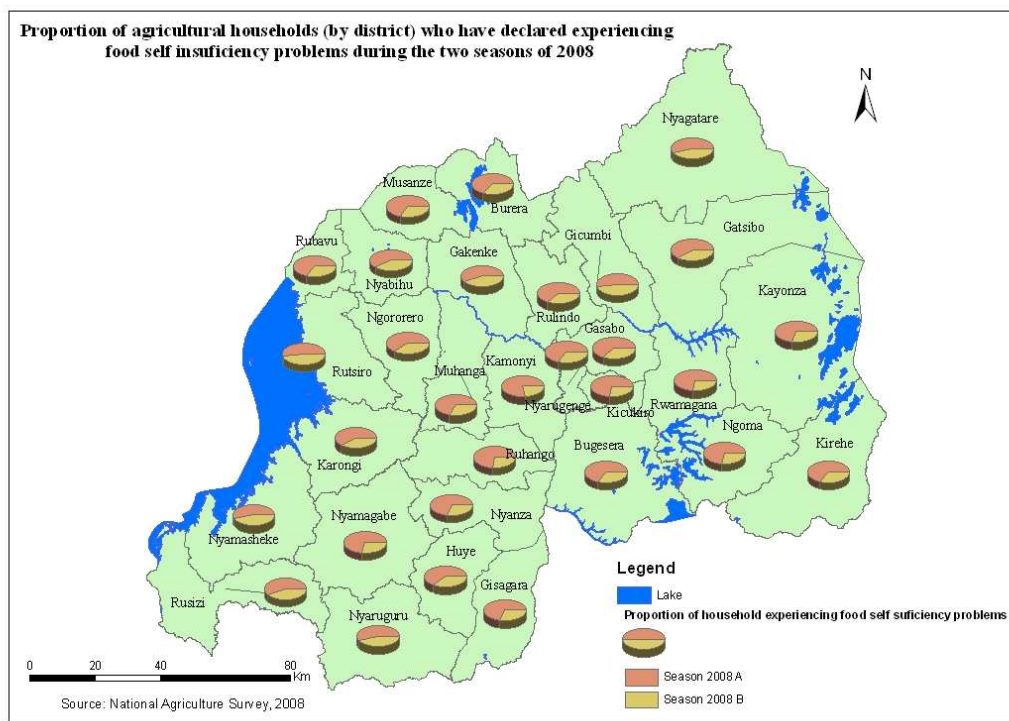 Proportion of agricultural households (by district) who have declared experiencing
food self insuficiency problems during the two seasons of 2008
N
Nyagatare
Musanze
Burera
Gicumbi
Gatsibo
Rubavu
Gakenke
Nyabihu
Kayonza
Rulindo
Ngororero
Gasabo
Kamonyi
Muhanga
Rutsiro
Nyarugenge
Kicukiro
Rwamagana
Ngoma
Kirehe
Bugesera
Ruhango
Karongi
Nyamagabe
Nyanza
Nyamasheke
Huye
Gisagara
Rusizi
Nyaruguru
Legend
Lake
Proportion of household experiencing food self suficiency problems
Season 2008 A
Season 2008 B
0 20 40 60 80
Km
Source: National Agriculture Survey, 2008